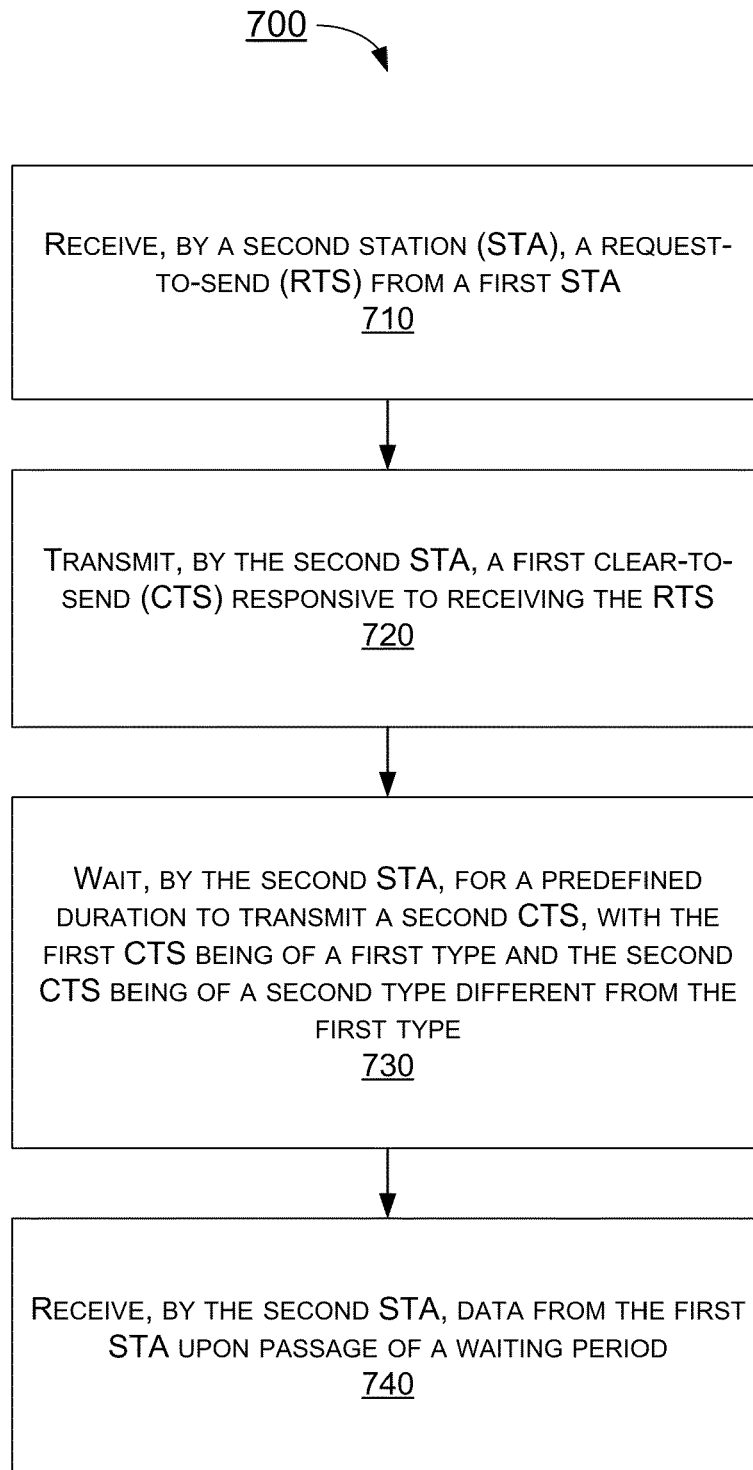 700
RECEIVE, BY A SECOND STATION (STA), A REQUEST-
TO-SEND (RTS) FROM A FIRST STA
710
TRANSMIT, BY THE SECOND STA, A FIRST CLEAR-TO-
SEND (CTS) RESPONSIVE TO RECEIVING THE RTS
720
WAIT, BY THE SECOND STA, FOR A PREDEFINED
DURATION TO TRANSMIT A SECOND CTS, WITH THE
FIRST CTS BEING OF A FIRST TYPE AND THE SECOND
CTS BEING OF A SECOND TYPE DIFFERENT FROM THE
FIRST TYPE
730
RECEIVE, BY THE SECOND STA, DATA FROM THE FIRST
STA UPON PASSAGE OF A WAITING PERIOD
740